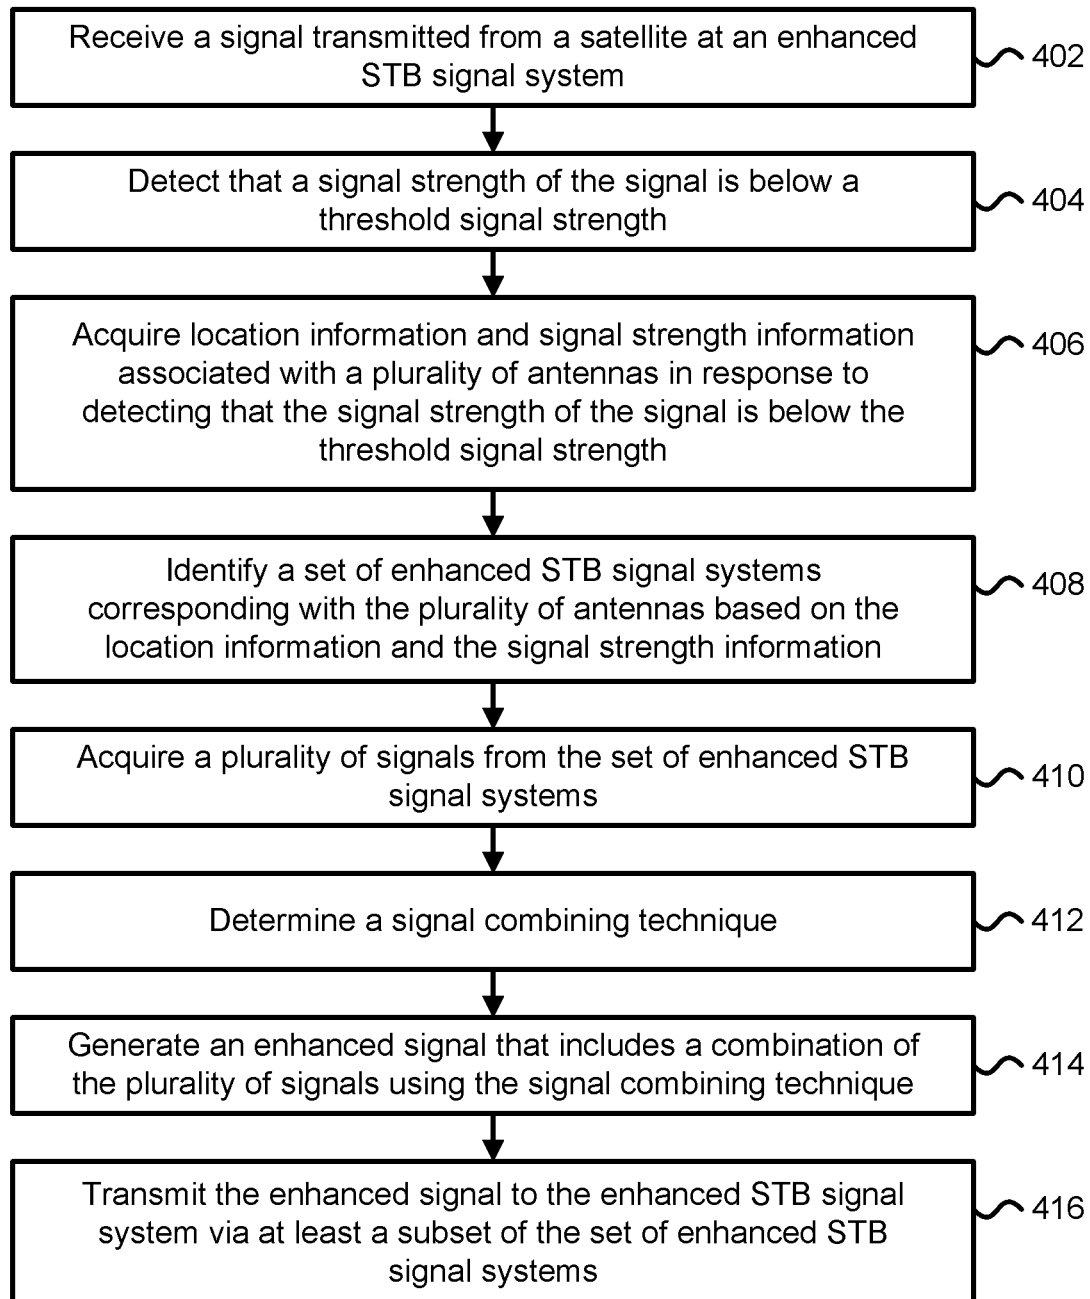 Receive a signal transmitted from a satellite at an enhanced
STB signal system
402
Detect that a signal strength of the signal is below a
threshold signal strength
404
Acquire location information and signal strength information
associated with a plurality of antennas in response to
detecting that the signal strength of the signal is below the
threshold signal strength
406
Identify a set of enhanced STB signal systems
corresponding with the plurality of antennas based on the
location information and the signal strength information
408
Acquire a plurality of signals from the set of enhanced STB
signal systems
410
Determine a signal combining technique
412
Generate an enhanced signal that includes a combination of
the plurality of signals using the signal combining technique
414
Transmit the enhanced signal to the enhanced STB signal
system via at least a subset of the set of enhanced STB
signal systems
416